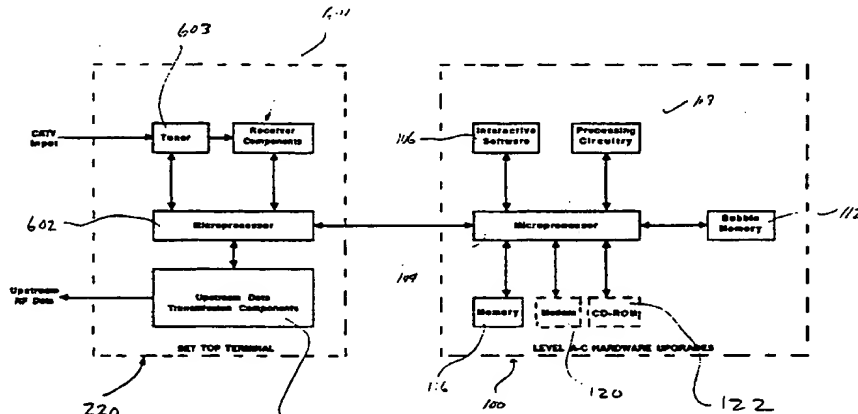 603
CATV
Input
Tuner
Receiver
Components
106
Interactive
Software
Processing
Circuitry
602
Microprocessor
Microprocessor
Bubble
Memory
112
Upstream
RF Data
Upstream Data
Transmission Components
Memory
Modem
CD-ROM
SET TOP TERMINAL
LEVEL A-C HARDWARE UPGRADES
220
100
120
122